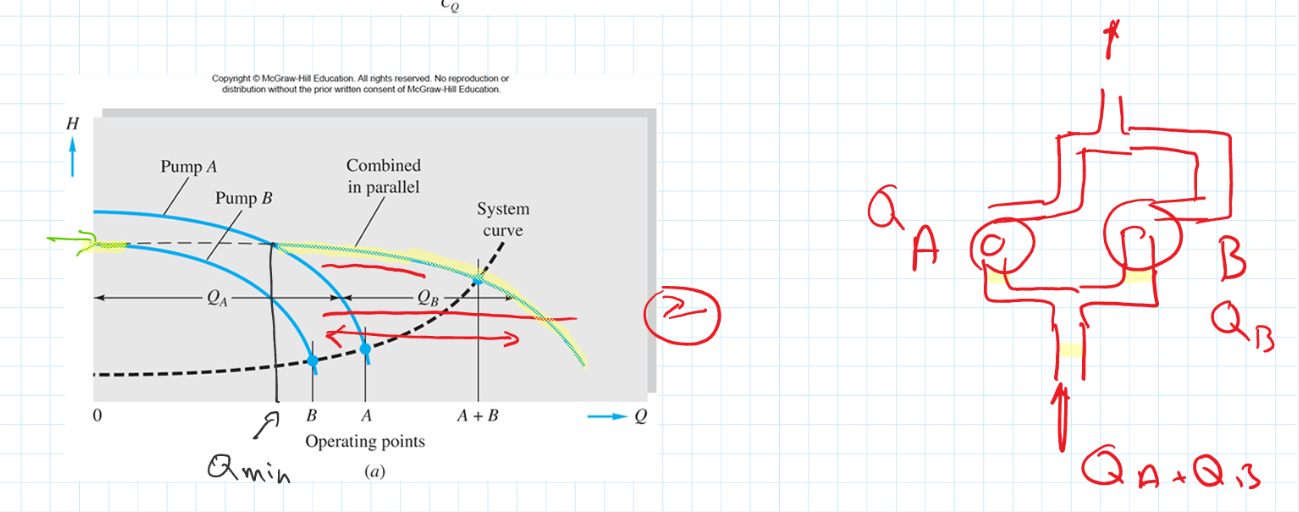 C_Q
Copyright © McGraw-Hill Education. All rights reserved. No reproduction or
distribution without the prior written consent of McGraw-Hill Education.
H
Pump A
Pump B
Combined
in parallel
System
curve
Q_A
Q_B
0
B
A
A + B
Q
Operating points
(a)
Qmin
Q
A
B
Q_B
Q_A + Q_B